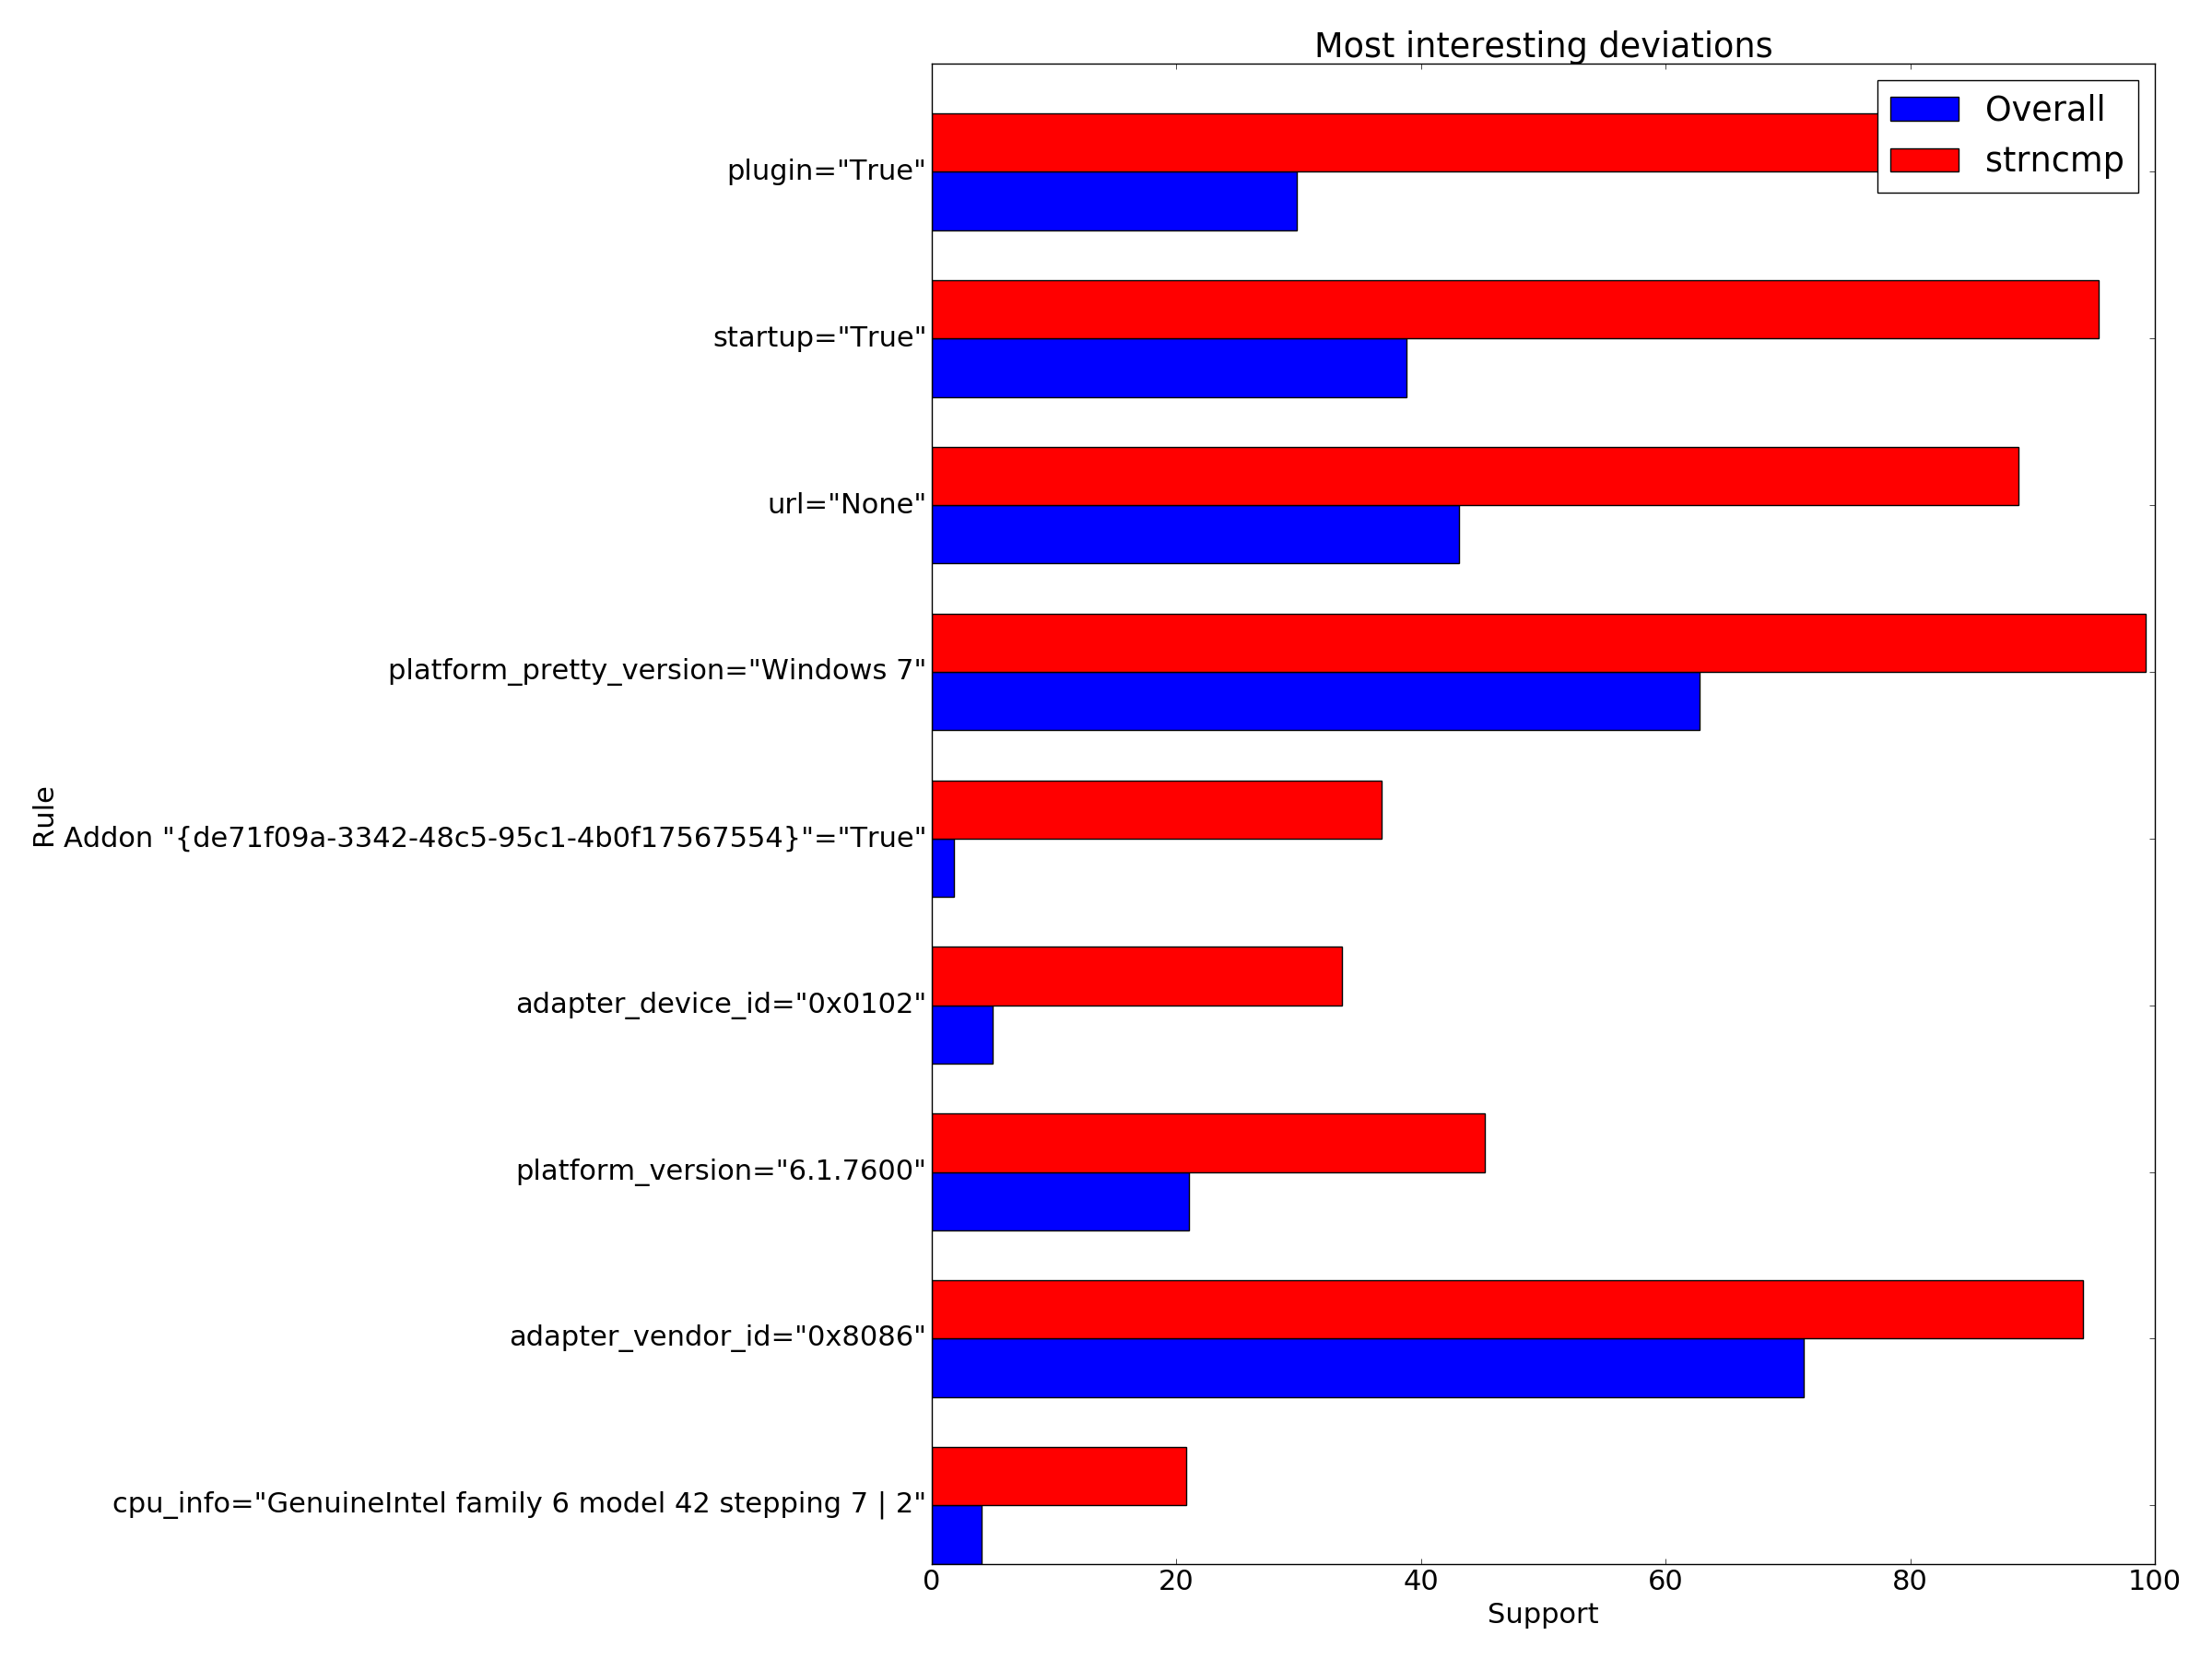 Most interesting deviations
Overall
strncmp
plugin="True"
startup="True"
url="None"
platform_pretty_version="Windows 7"
Rule
Addon "{de71f09a-3342-48c5-95c1-4b0f17567554}"="True"
adapter_device_id="0x0102"
platform_version="6.1.7600"
adapter_vendor_id="0x8086"
cpu_info="GenuineIntel family 6 model 42 stepping 7 | 2"
0 20 40 60 80 100
Support